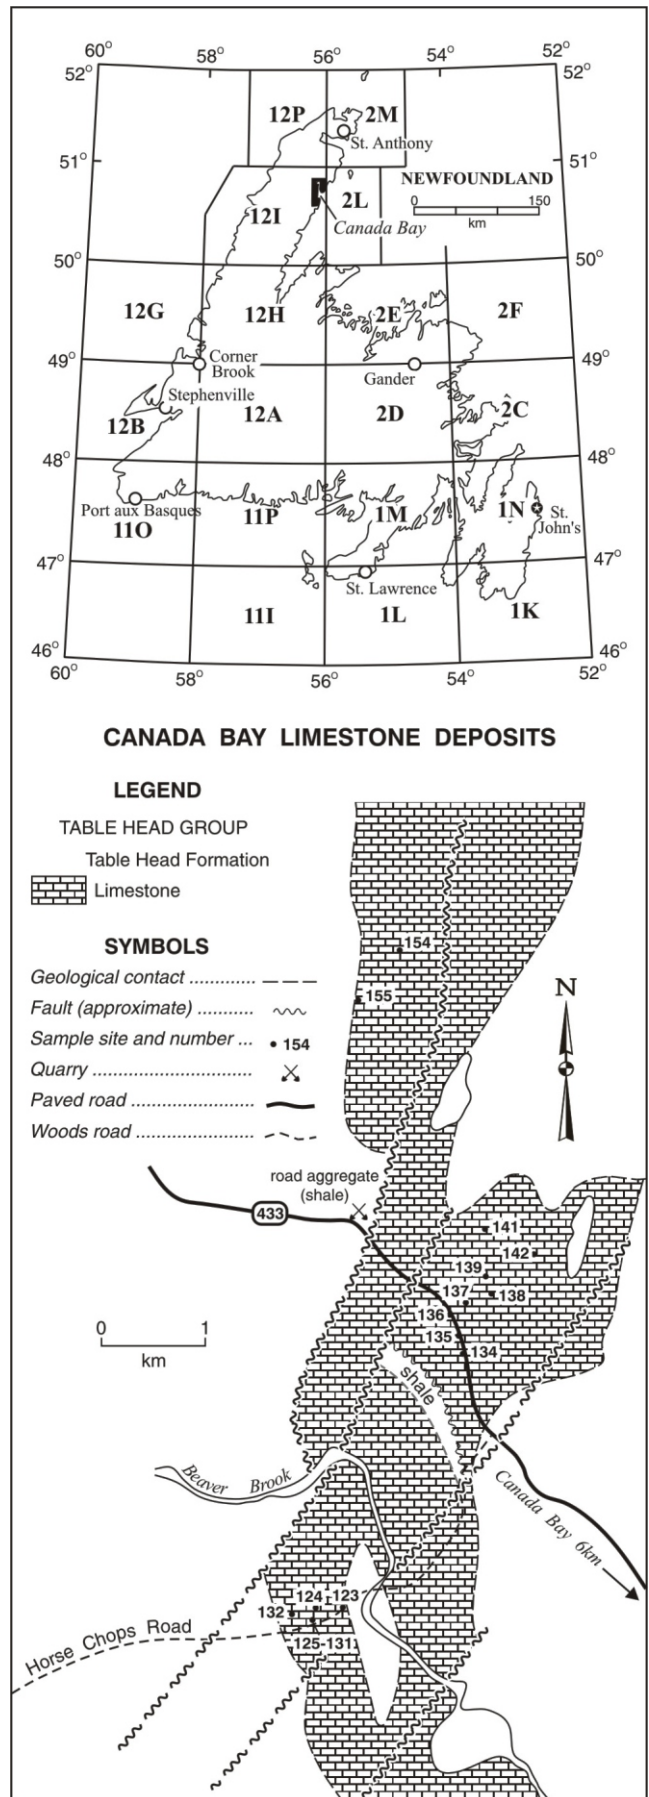 60° 58° 56° 54° 52°
52° 52°
12P 2M
St. Anthony
51° 51°
NEWFOUNDLAND
0 150
km
12I 2L
Canada Bay
50° 50°
12G 12H 2E 2F
49° 49°
Corner
Brook
Gander
Stephenville
12B 12A 2D 2C
48° 48°
Port aux Basques
11O 11P 1M 1N
St.
John's
47° 47°
St. Lawrence
11I 1L 1K
46° 46°
60° 58° 56° 54° 52°
CANADA BAY LIMESTONE DEPOSITS
LEGEND
TABLE HEAD GROUP
Table Head Formation
Limestone
SYMBOLS
Geological contact ............
Fault (approximate) ...........
Sample site and number ... 154
Quarry ..................................
Paved road ..........................
Woods road .........................
154
155
N
road aggregate
(shale)
433
141
142
139
137 138
136
135
134
0 1
km
shale
Beaver Brook
Canada Bay 6km
124 123
132
125-131
Horse Chops Road